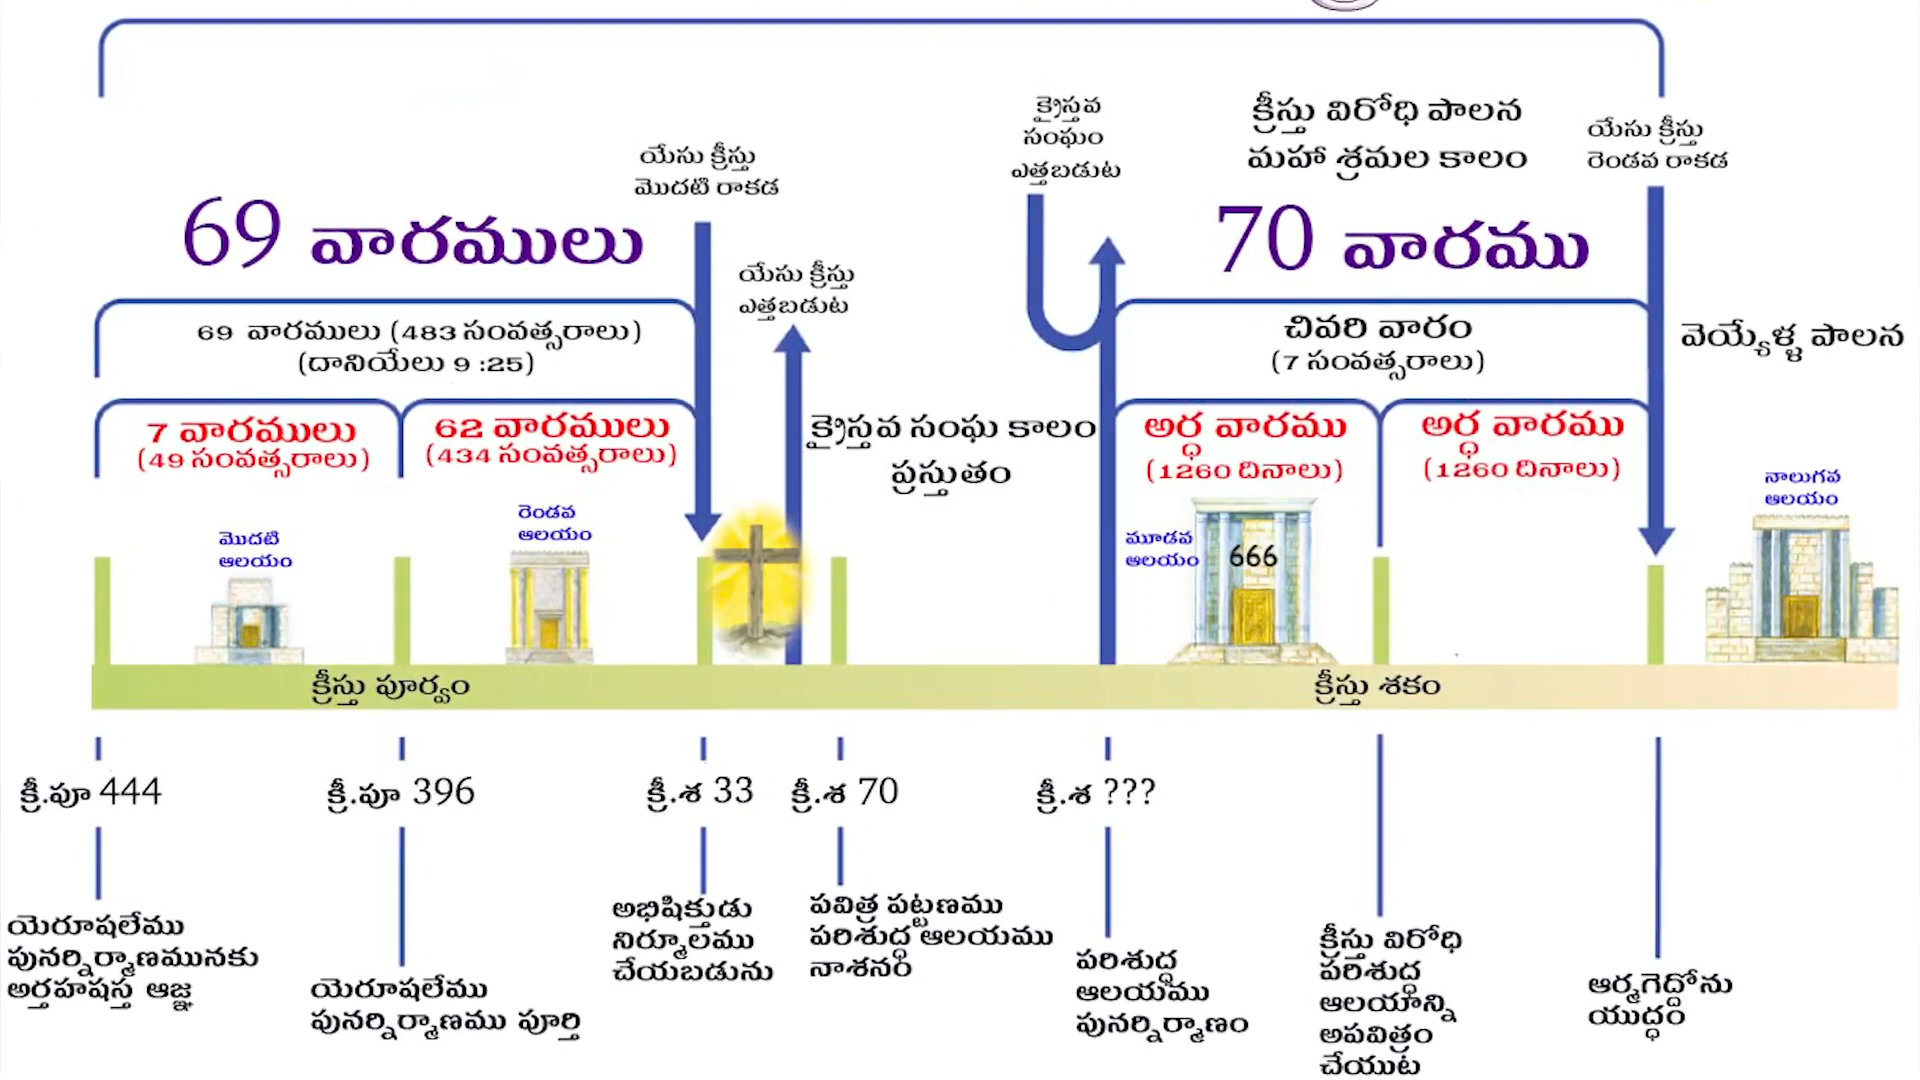 క్రైస్తవ
సంఘం
ఎత్తబడుట
క్రీస్తు విరోధి పాలన
మహా శ్రమల కాలం
యేసు క్రీస్తు
రెండవ రాకడ
యేసు క్రీస్తు
మొదటి రాకడ
69 వారములు
70 వారము
యేసు క్రీస్తు
ఎత్తబడుట
69 వారములు (483 సంవత్సరాలు)
(దానియేలు 9 :25)
చివరి వారం
(7 సంవత్సరాలు)
వెయ్యేళ్ళ పాలన
7 వారములు
(49 సంవత్సరాలు)
62 వారములు
(434 సంవత్సరాలు)
క్రైస్తవ సంఘ కాలం
ప్రస్తుతం
అర్ధ వారము
(1260 దినాలు)
అర్ధ వారము
(1260 దినాలు)
మొదటి
ఆలయం
రెండవ
ఆలయం
మూడవ
ఆలయం
666
నాలుగవ
ఆలయం
క్రీస్తు పూర్వం
క్రీస్తు శకం
క్రీ.పూ 444
క్రీ.పూ 396
క్రీ.శ 33
క్రీ.శ 70
క్రీ.శ ???
యెరూషలేము
పునర్నిర్మాణమునకు
అర్తహషస్త ఆజ్ఞ
యెరూషలేము
పునర్నిర్మాణము పూర్తి
అభిషిక్తుడు
నిర్మూలము
చేయబడును
పవిత్ర పట్టణము
పరిశుద్ధ ఆలయము
నాశనం
పరిశుద్ధ
ఆలయము
పునర్నిర్మాణం
క్రీస్తు విరోధి
పరిశుద్ధ
ఆలయాన్ని
అపవిత్రం
చేయుట
ఆర్మగెద్దోను
యుద్ధం